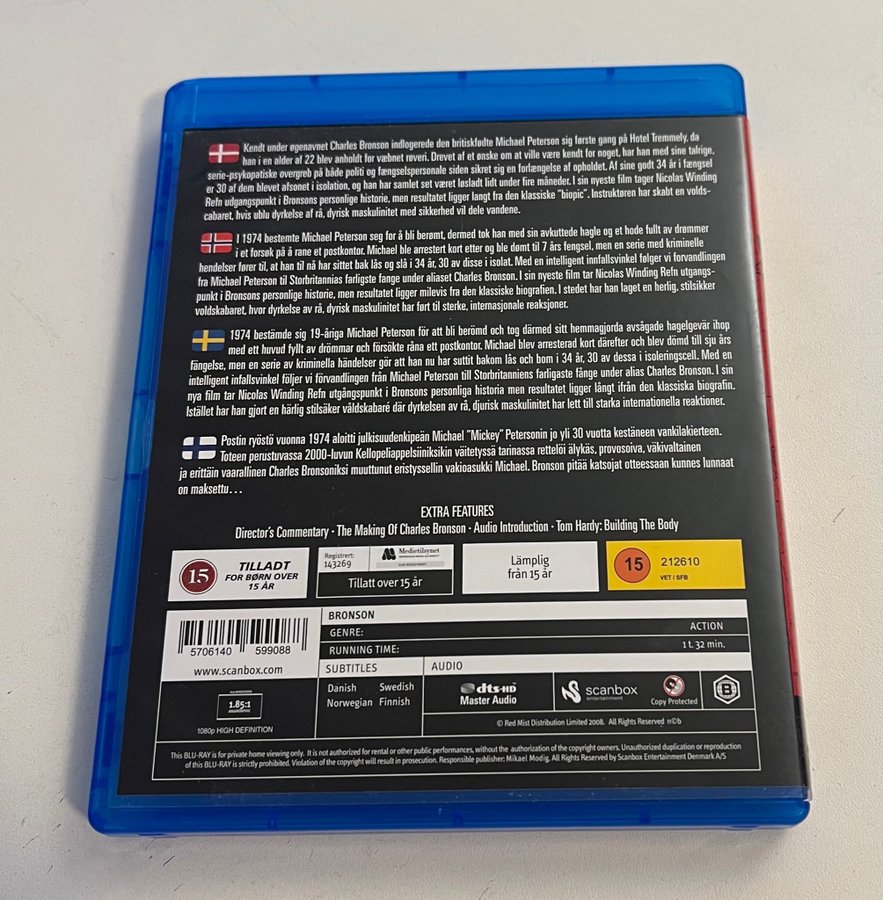 Kendt under øgenavnet Charles Bronson indlogerede den britiskfødte Michael Peterson sig første gang på Hotel Tremmely, da
han i en alder af 22 blev anholdt for væbnet røveri. Drevet af et ønske om at ville være kendt for noget, har han med sine talrige,
serie-psykopatiske overgreb på både politi og fængselspersonale siden sikret sig en forlængelse af opholdet. Af sine godt 34 år i fængsel
er 30 af dem blevet afsonet i isolation, og han har samlet set været løsladt lidt under fire måneder. I sin nyeste film tager Nicolas Winding
Refn udgangspunkt i Bronsons personlige historie, men resultatet ligger langt fra den klassiske "biopic". Instruktøren har skabt en volds-
cabaret, hvis ublu dyrkelse af rå, dyrisk maskulinitet med sikkerhed vil dele vandene.
I 1974 bestemte Michael Peterson seg for å bli berømt, dermed tok han med sin avkuttede hagle og et hode fullt av drømmer
i et forsøk på å rane et postkontor. Michael ble arrestert kort etter og ble dømt til 7 års fengsel, men en serie med kriminelle
hendelser fører til, at han til nå har sittet bak lås og slå i 34 år, 30 av disse i isolat. Med en intelligent innfallsvinkel følger vi forvandlingen
fra Michael Peterson til Storbritannias farligste fange under aliaset Charles Bronson. I sin nyeste film tar Nicolas Winding Refn utgangs-
punkt i Bronsons personlige historie, men resultatet ligger milevis fra den klassiske biografien. I stedet har han laget en herlig, stilsikker
voldskabaret, hvor dyrkelse av rå, dyrisk maskulinitet har ført til sterke, internasjonale reaksjoner.
1974 bestämde sig 19-åriga Michael Peterson för att bli berömd och tog därmed sitt hemmagjorda avsågade hagelgevär ihop
med ett huvud fyllt av drömmar och försökte råna ett postkontor. Michael blev arresterad kort därefter och blev dömd till sju års
fängelse, men en serie av kriminella händelser gör att han nu har suttit bakom lås och bom i 34 år, 30 av dessa i isoleringscell. Med en
intelligent infallsvinkel följer vi förvandlingen från Michael Peterson till Storbritanniens farligaste fånge under alias Charles Bronson. I sin
nya film tar Nicolas Winding Refn utgångspunkt i Bronsons personliga historia men resultatet ligger långt ifrån den klassiska biografin.
Istället har han gjort en härlig stilsäker våldskabaré där dyrkelsen av rå, djurisk maskulinitet har lett till starka internationella reaktioner.
Postin ryöstö vuonna 1974 aloitti julkisuudenkipeän Michael "Mickey" Petersonin jo yli 30 vuotta kestäneen vankilakierteen.
Toteen perustuvassa 2000-luvun Kellopeliappelsiiniksikin väitetyssä tarinassa rettelöi älykäs, provosoiva, väkivaltainen
ja erittäin vaarallinen Charles Bronsoniksi muuttunut eristyssellin vakioasukki Michael. Bronson pitää katsojat otteessaan kunnes lunnaat
on maksettu...
EXTRA FEATURES
Director's Commentary · The Making Of Charles Bronson · Audio Introduction · Tom Hardy: Building The Body
15 TILLADT
FOR BØRN OVER
15 ÅR
Registrert:
143269
Medietilsynet
Tillatt over 15 år
Lämplig
från 15 år
15 212610
VET / SFB
5706140 599088
www.scanbox.com
BRONSON
GENRE: ACTION
RUNNING TIME: 1 t. 32 min.
SUBTITLES
Danish Swedish
Norwegian Finnish
AUDIO
dts-HD
Master Audio
scanbox
entertainment
Copy Protected
B
1.85:1
1080p HIGH DEFINITION
© Red Mist Distribution Limited 2008. All Rights Reserved n©b
This BLU-RAY is for private home viewing only. It is not authorized for rental or other public performances, without the authorization of the copyright owners. Unauthorized duplication or reproduction
of this BLU-RAY is strictly prohibited. Violation of the copyright will result in prosecution. Responsible publisher: Mikael Modig, All Rights Reserved by Scanbox Entertainment Denmark A/S